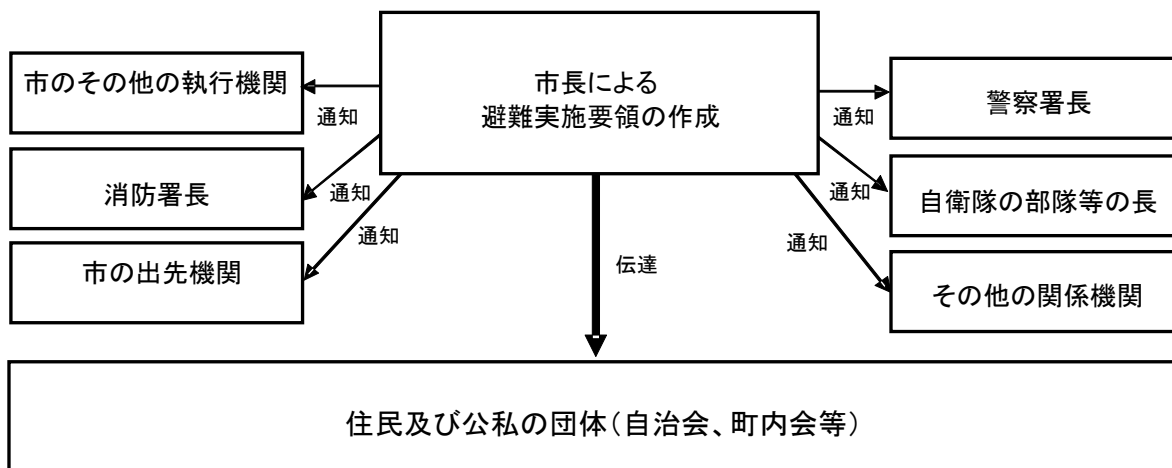 市長による
避難実施要領の作成
市のその他の執行機関
通知
消防署長
通知
市の出先機関
通知
警察署長
通知
自衛隊の部隊等の長
通知
その他の関係機関
通知
伝達
住民及び公私の団体(自治会、町内会等)